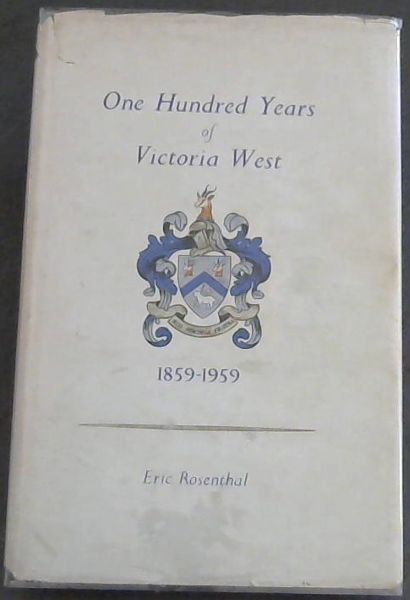 One Hundred Years
of
Victoria West
1859-1959
Eric Rosenthal